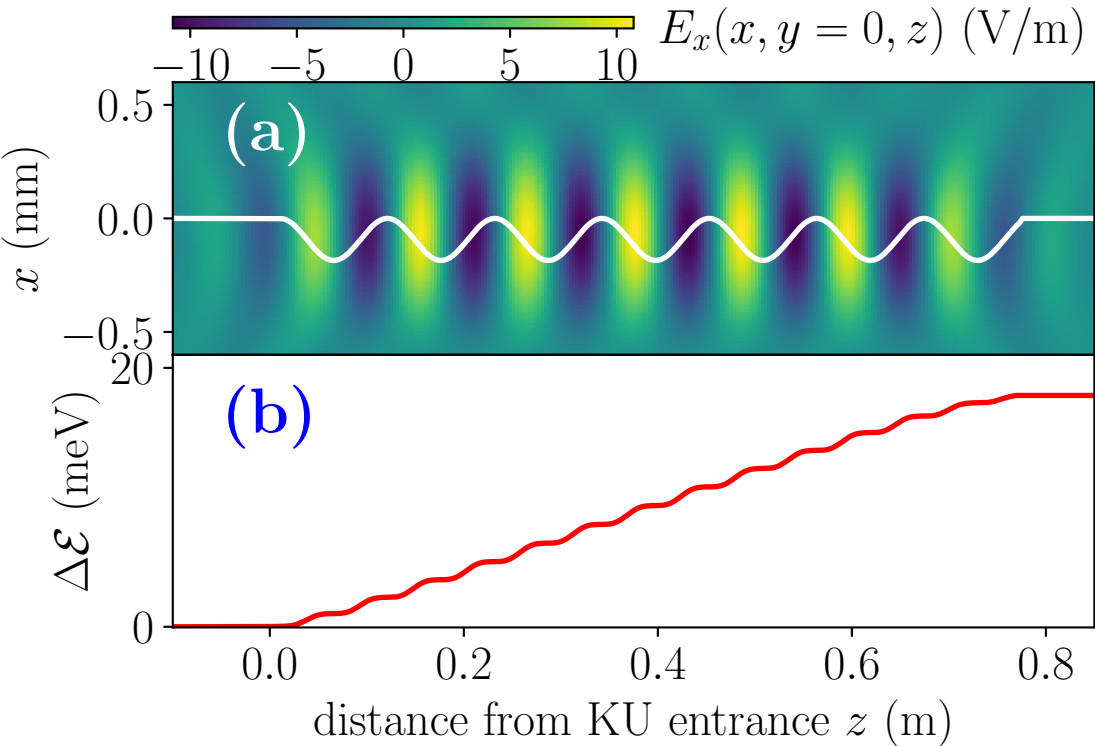 E_x(x, y = 0, z) (V/m)
−10 −5 0 5 10
(a)
0.5
0.0
−0.5
x (mm)
(b)
20
0
Δℰ (meV)
0.0 0.2 0.4 0.6 0.8
distance from KU entrance z (m)